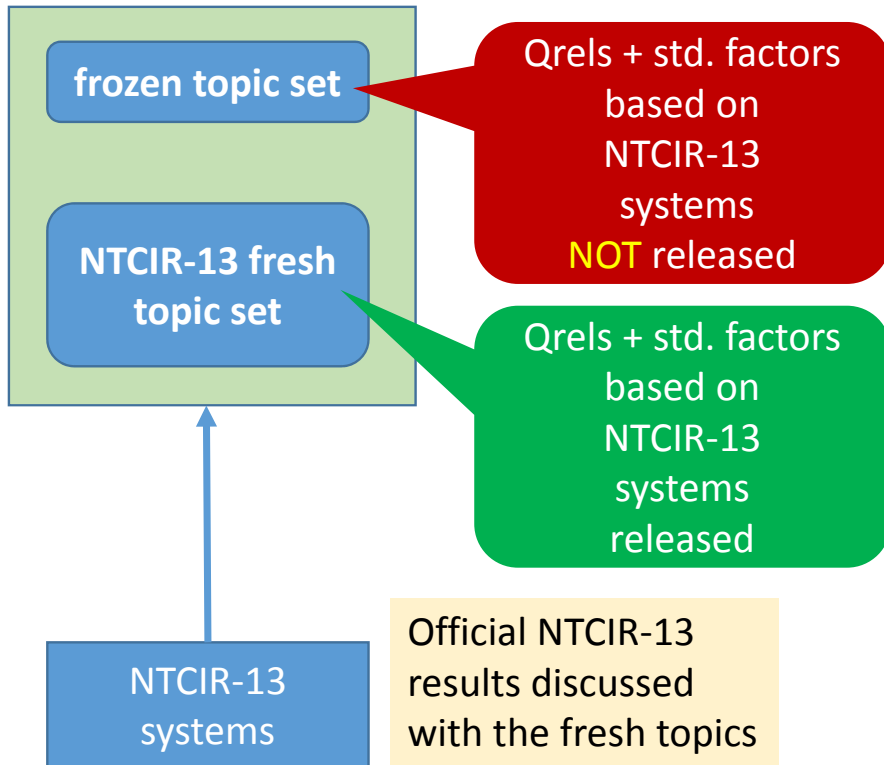 frozen topic set
Qrels + std. factors
based on
NTCIR-13
systems
NOT released
NTCIR-13 fresh
topic set
Qrels + std. factors
based on
NTCIR-13
systems
released
NTCIR-13
systems
Official NTCIR-13
results discussed
with the fresh topics